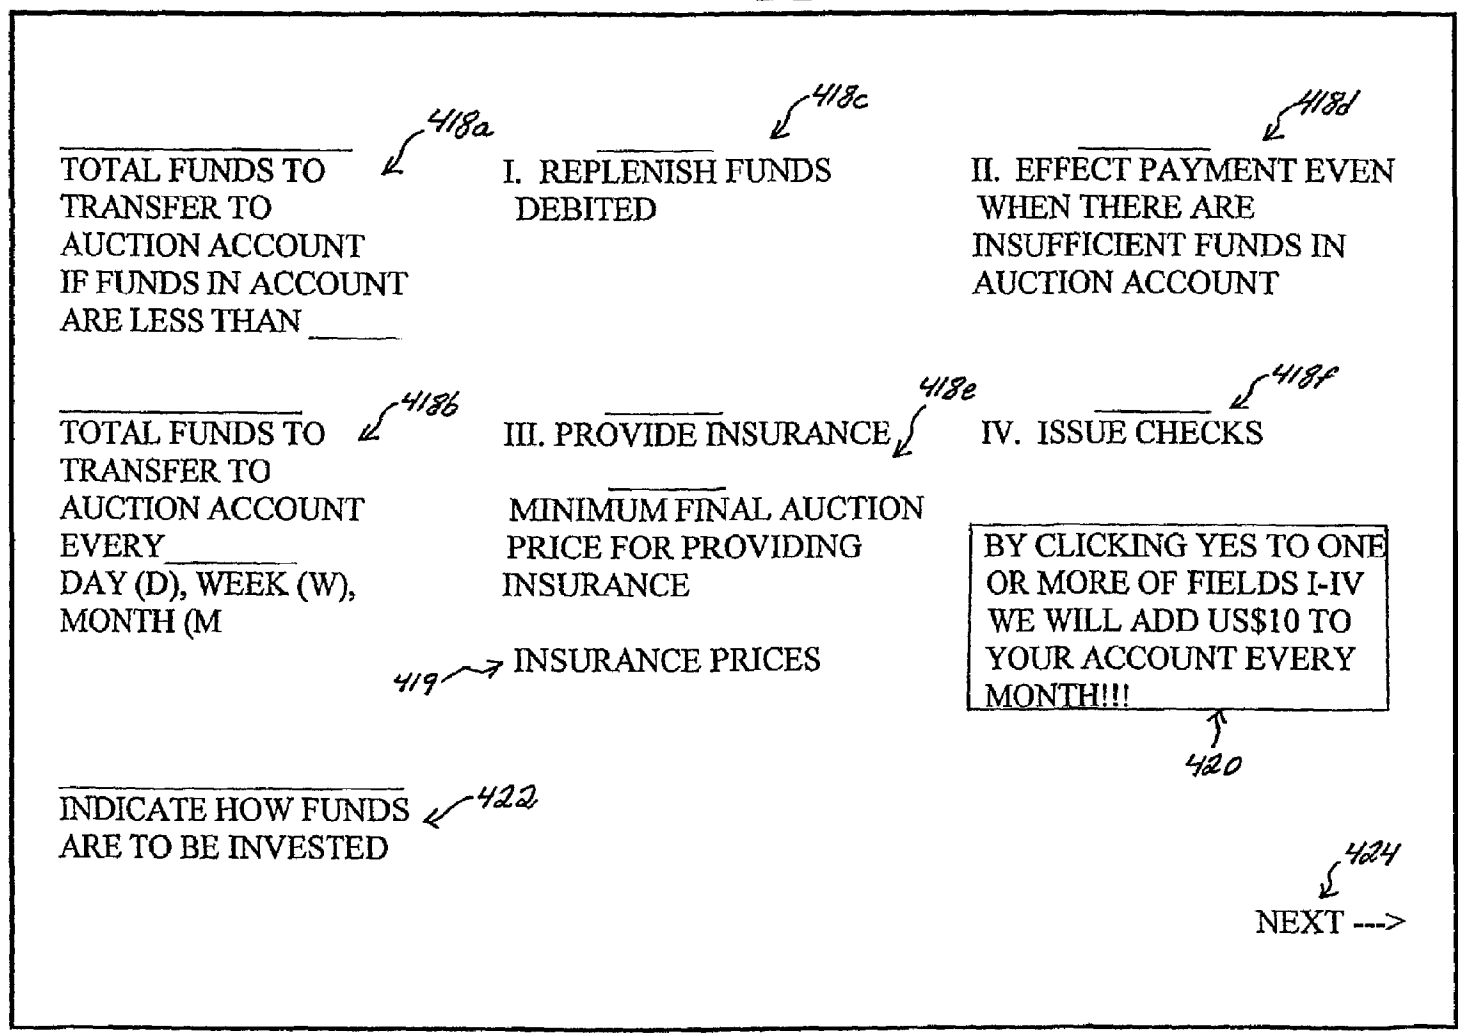 418a
TOTAL FUNDS TO
TRANSFER TO
AUCTION ACCOUNT
IF FUNDS IN ACCOUNT
ARE LESS THAN _____
418c
I. REPLENISH FUNDS
DEBITED
418d
II. EFFECT PAYMENT EVEN
WHEN THERE ARE
INSUFFICIENT FUNDS IN
AUCTION ACCOUNT
418b
TOTAL FUNDS TO
TRANSFER TO
AUCTION ACCOUNT
EVERY_______
DAY (D), WEEK (W),
MONTH (M
418e
III. PROVIDE INSURANCE
MINIMUM FINAL AUCTION
PRICE FOR PROVIDING
INSURANCE
419
INSURANCE PRICES
418f
IV. ISSUE CHECKS
BY CLICKING YES TO ONE
OR MORE OF FIELDS I-IV
WE WILL ADD US$10 TO
YOUR ACCOUNT EVERY
MONTH!!!
420
INDICATE HOW FUNDS
ARE TO BE INVESTED
422
424
NEXT --->